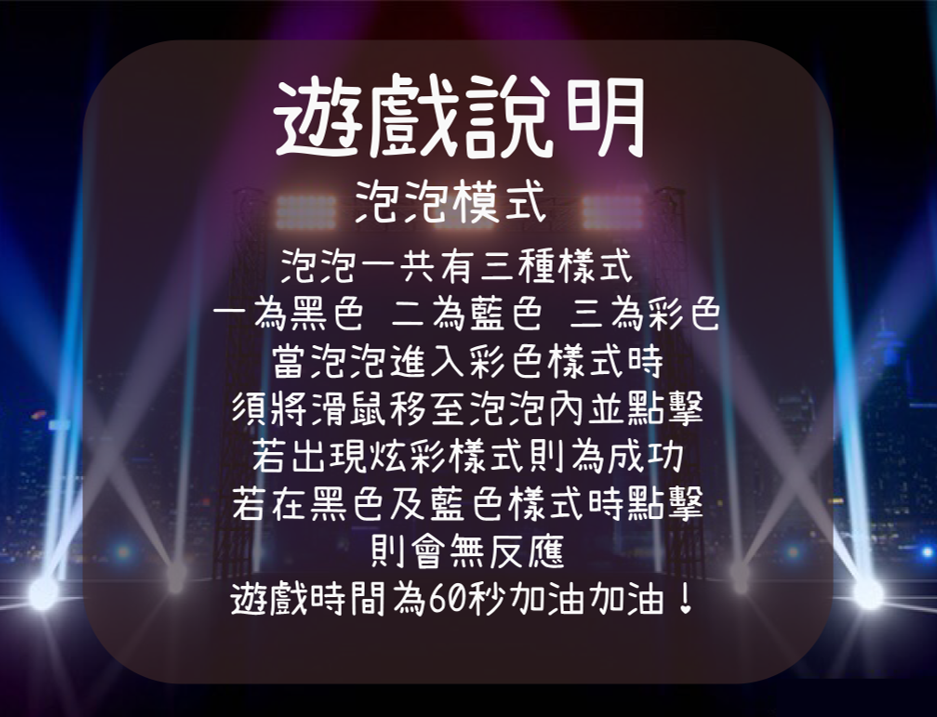 遊戲說明
泡泡模式
泡泡一共有三種樣式
一為黑色 二為藍色 三為彩色
當泡泡進入彩色樣式時
須將滑鼠移至泡泡內並點擊
若出現炫彩樣式則為成功
若在黑色及藍色樣式時點擊
則會無反應
遊戲時間為60秒加油加油！